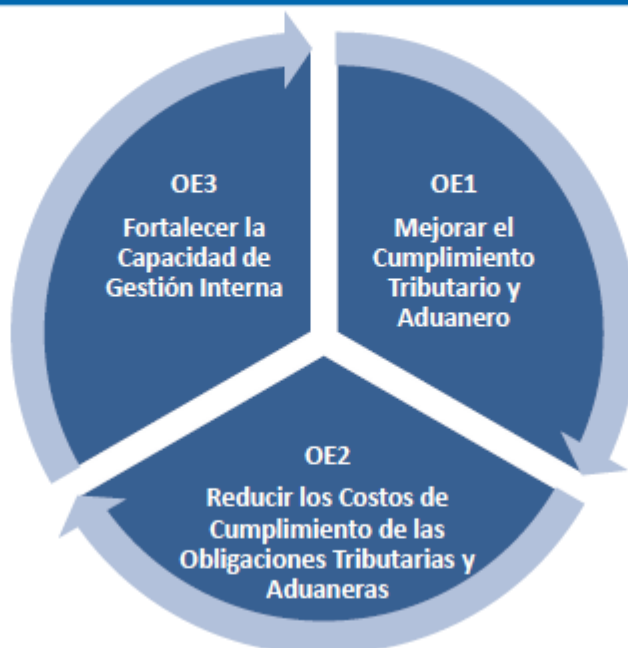 OE3
Fortalecer la
Capacidad de
Gestión Interna
OE1
Mejorar el
Cumplimiento
Tributario y
Aduanero
OE2
Reducir los Costos de
Cumplimiento de las
Obligaciones Tributarias y
Aduaneras